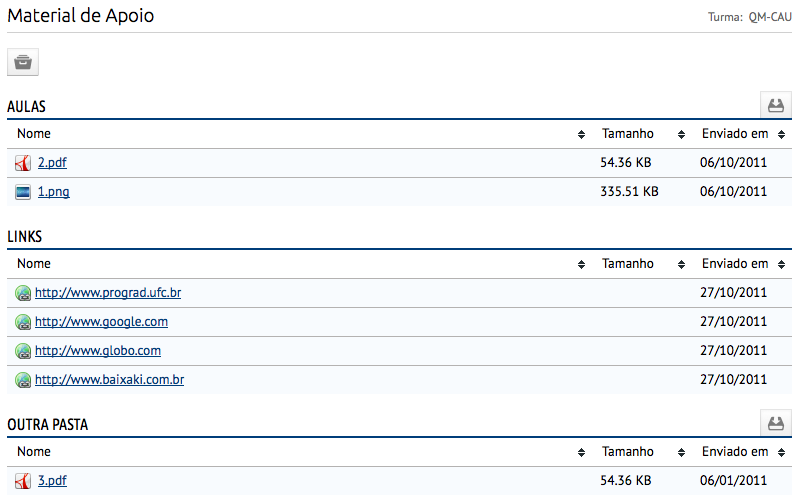 Material de Apoio Turma: QM-CAU
AULAS
Nome Tamanho Enviado em
2.pdf 54.36 KB 06/10/2011
1.png 335.51 KB 06/10/2011
LINKS
Nome Tamanho Enviado em
http://www.prograd.ufc.br 27/10/2011
http://www.google.com 27/10/2011
http://www.globo.com 27/10/2011
http://www.baixaki.com.br 27/10/2011
OUTRA PASTA
Nome Tamanho Enviado em
3.pdf 54.36 KB 06/01/2011